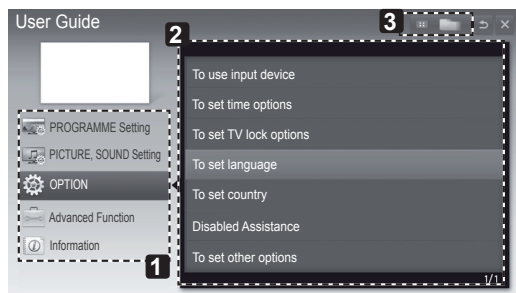 User Guide
3
2
PROGRAMME Setting
PICTURE, SOUND Setting
OPTION
Advanced Function
Information
1
To use input device
To set time options
To set TV lock options
To set language
To set country
Disabled Assistance
To set other options
1/1